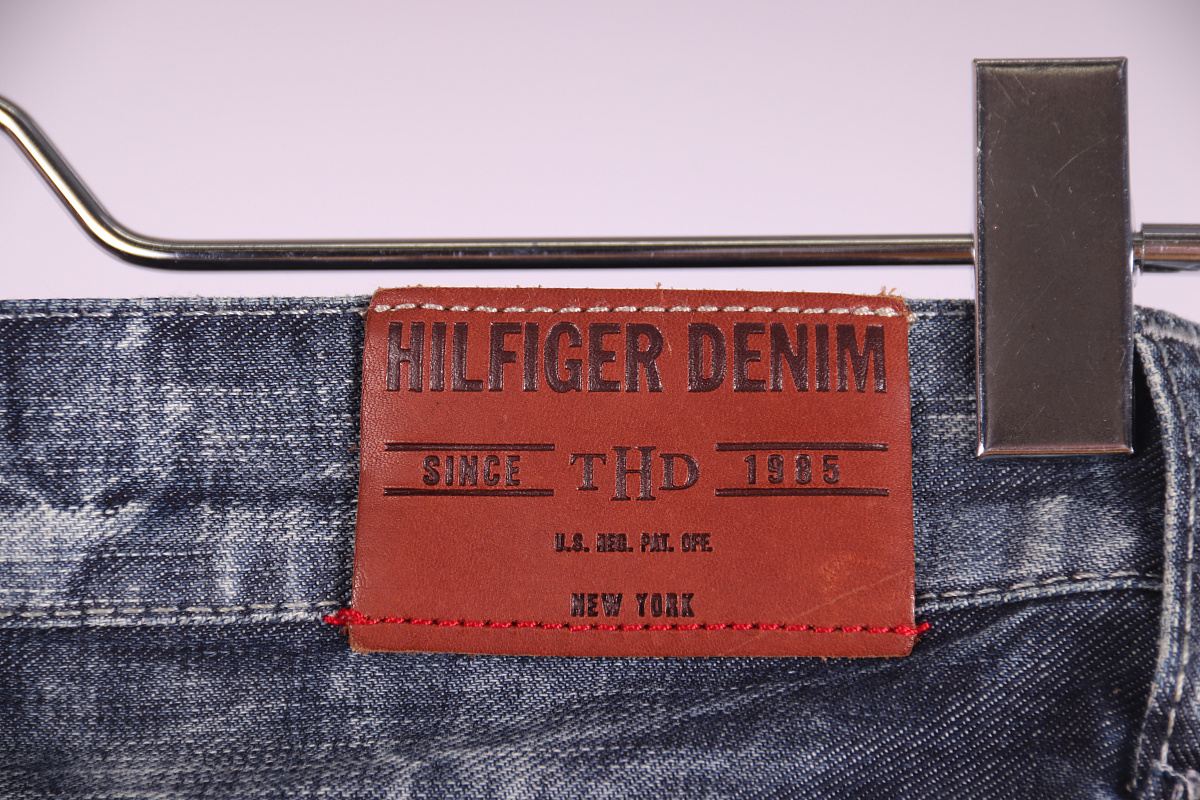 HILFIGER DENIM
SINCE THD 1985
U.S. REG. PAT. OFF.
NEW YORK